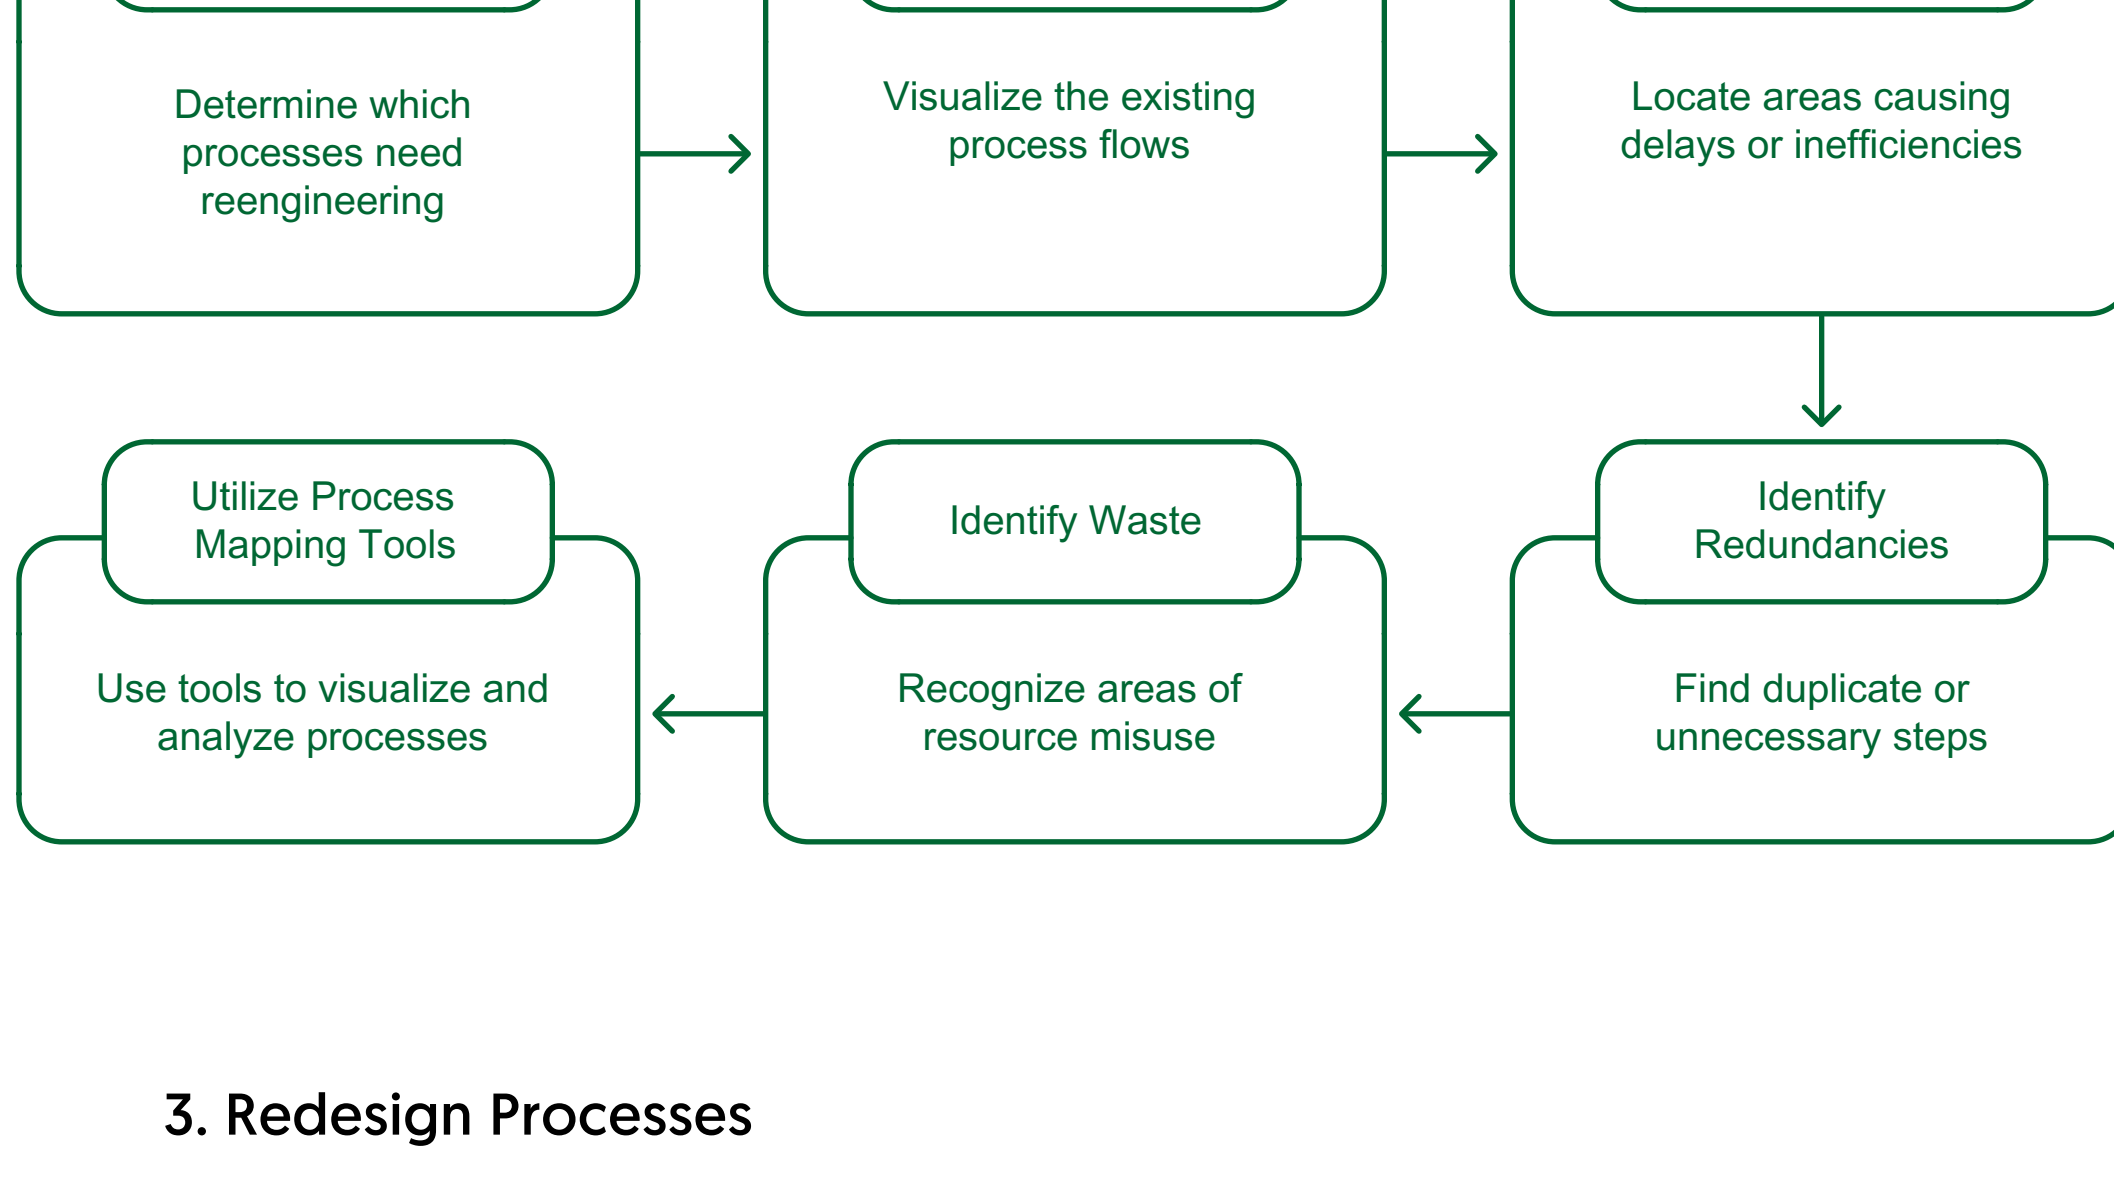 Determine which
processes need
reengineering
Visualize the existing
process flows
Locate areas causing
delays or inefficiencies
Utilize Process
Mapping Tools
Use tools to visualize and
analyze processes
Identify Waste
Recognize areas of
resource misuse
Identify
Redundancies
Find duplicate or
unnecessary steps
3. Redesign Processes